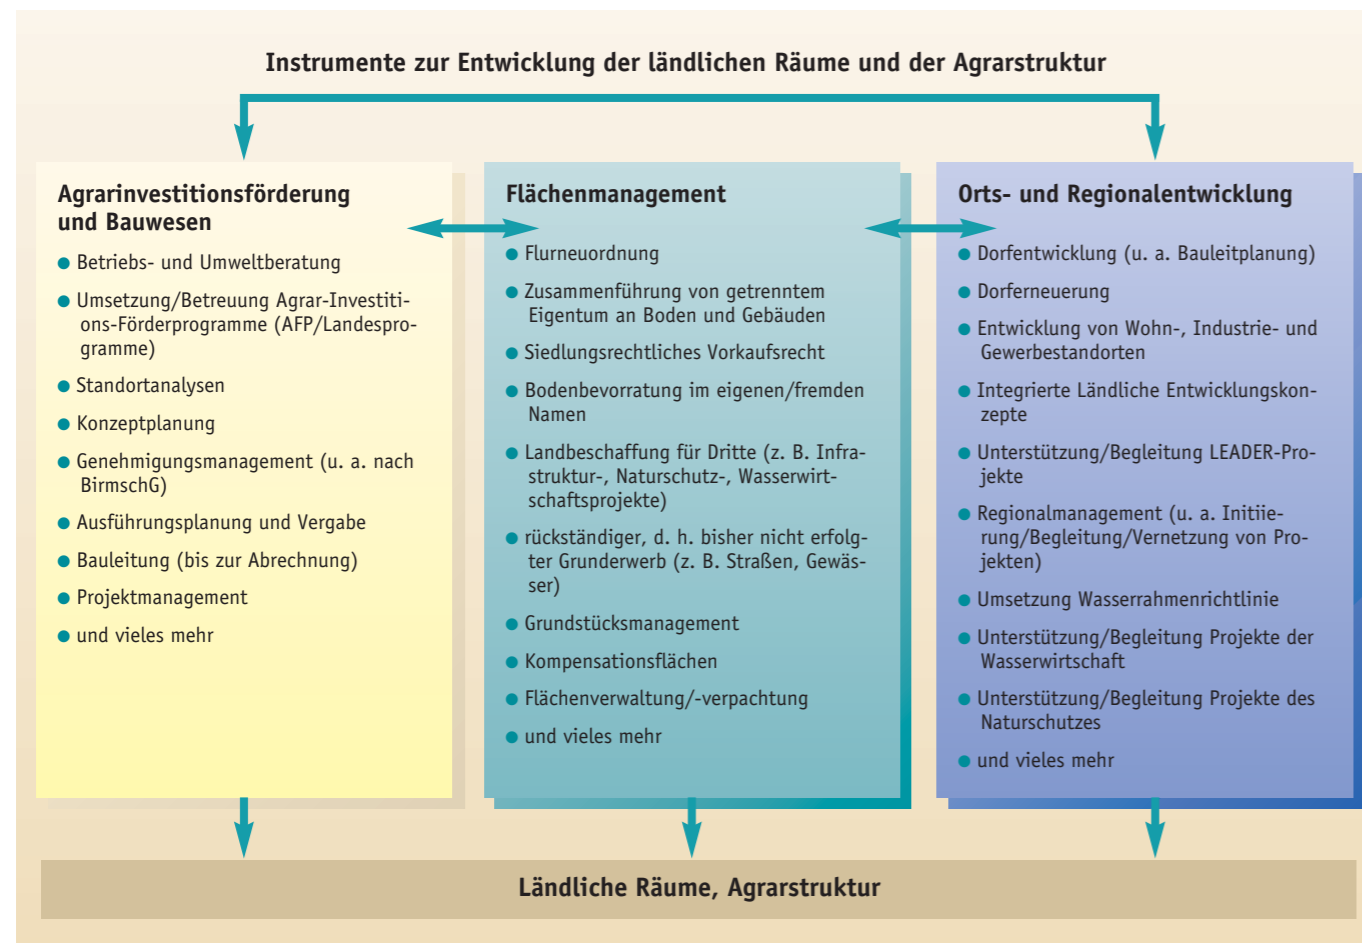 Instrumente zur Entwicklung der ländlichen Räume und der Agrarstruktur
Agrarinvestitionsförderung
und Bauwesen
● Betriebs- und Umweltberatung
● Umsetzung/Betreuung Agrar-Investiti-
ons-Förderprogramme (AFP/Landespro-
gramme)
● Standortanalysen
● Konzeptplanung
● Genehmigungsmanagement (u. a. nach
BirmschG)
● Ausführungsplanung und Vergabe
● Bauleitung (bis zur Abrechnung)
● Projektmanagement
● und vieles mehr
Flächenmanagement
● Flurneuordnung
● Zusammenführung von getrenntem
Eigentum an Boden und Gebäuden
● Siedlungsrechtliches Vorkaufsrecht
● Bodenbevorratung im eigenen/fremden
Namen
● Landbeschaffung für Dritte (z. B. Infra-
struktur-, Naturschutz-, Wasserwirt-
schaftsprojekte)
● rückständiger, d. h. bisher nicht erfolg-
ter Grunderwerb (z. B. Straßen, Gewäs-
ser)
● Grundstücksmanagement
● Kompensationsflächen
● Flächenverwaltung/-verpachtung
● und vieles mehr
Orts- und Regionalentwicklung
● Dorfentwicklung (u. a. Bauleitplanung)
● Dorferneuerung
● Entwicklung von Wohn-, Industrie- und
Gewerbestandorten
● Integrierte Ländliche Entwicklungskon-
zepte
● Unterstützung/Begleitung LEADER-Pro-
jekte
● Regionalmanagement (u. a. Initiie-
rung/Begleitung/Vernetzung von Pro-
jekten)
● Umsetzung Wasserrahmenrichtlinie
● Unterstützung/Begleitung Projekte der
Wasserwirtschaft
● Unterstützung/Begleitung Projekte des
Naturschutzes
● und vieles mehr
Ländliche Räume, Agrarstruktur